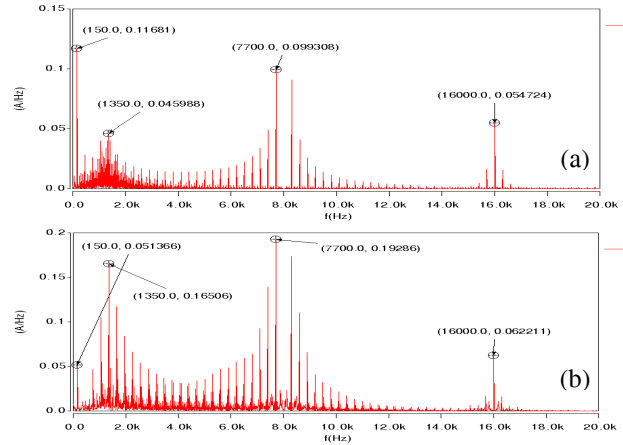 (A/Hz)
0.15
0.1
0.05
0.0
(150.0, 0.11681)
(1350.0, 0.045988)
(7700.0, 0.099308)
(16000.0, 0.054724)
(a)
0.0 2.0k 4.0k 6.0k 8.0k 10.0k 12.0k 14.0k 16.0k 18.0k 20.0k
f(Hz)
(A/Hz)
0.2
0.15
0.1
0.05
0.0
(150.0, 0.051366)
(1350.0, 0.16506)
(7700.0, 0.19286)
(16000.0, 0.062211)
(b)
0.0 2.0k 4.0k 6.0k 8.0k 10.0k 12.0k 14.0k 16.0k 18.0k 20.0k
f(Hz)